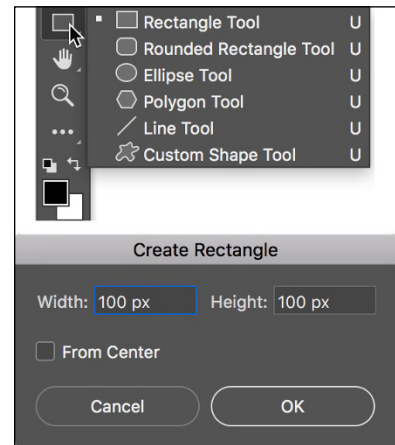 Rectangle Tool U
Rounded Rectangle Tool U
Ellipse Tool U
Polygon Tool U
Line Tool U
Custom Shape Tool U
Create Rectangle
Width: 100 px Height: 100 px
From Center
Cancel OK